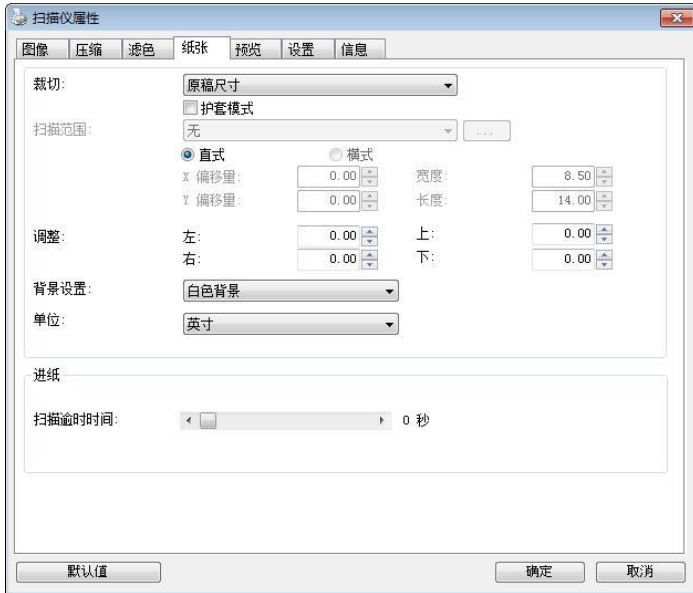 扫描仪属性
图像 压缩 滤色 纸张 预览 设置 信息
裁切: 原稿尺寸
护套模式
扫描范围: 无 ...
直式 横式
X 偏移量: 0.00 宽度: 8.50
Y 偏移量: 0.00 长度: 14.00
调整: 左: 0.00 上: 0.00
右: 0.00 下: 0.00
背景设置: 白色背景
单位: 英寸
进纸
扫描逾时时间: 0 秒
默认值 确定 取消